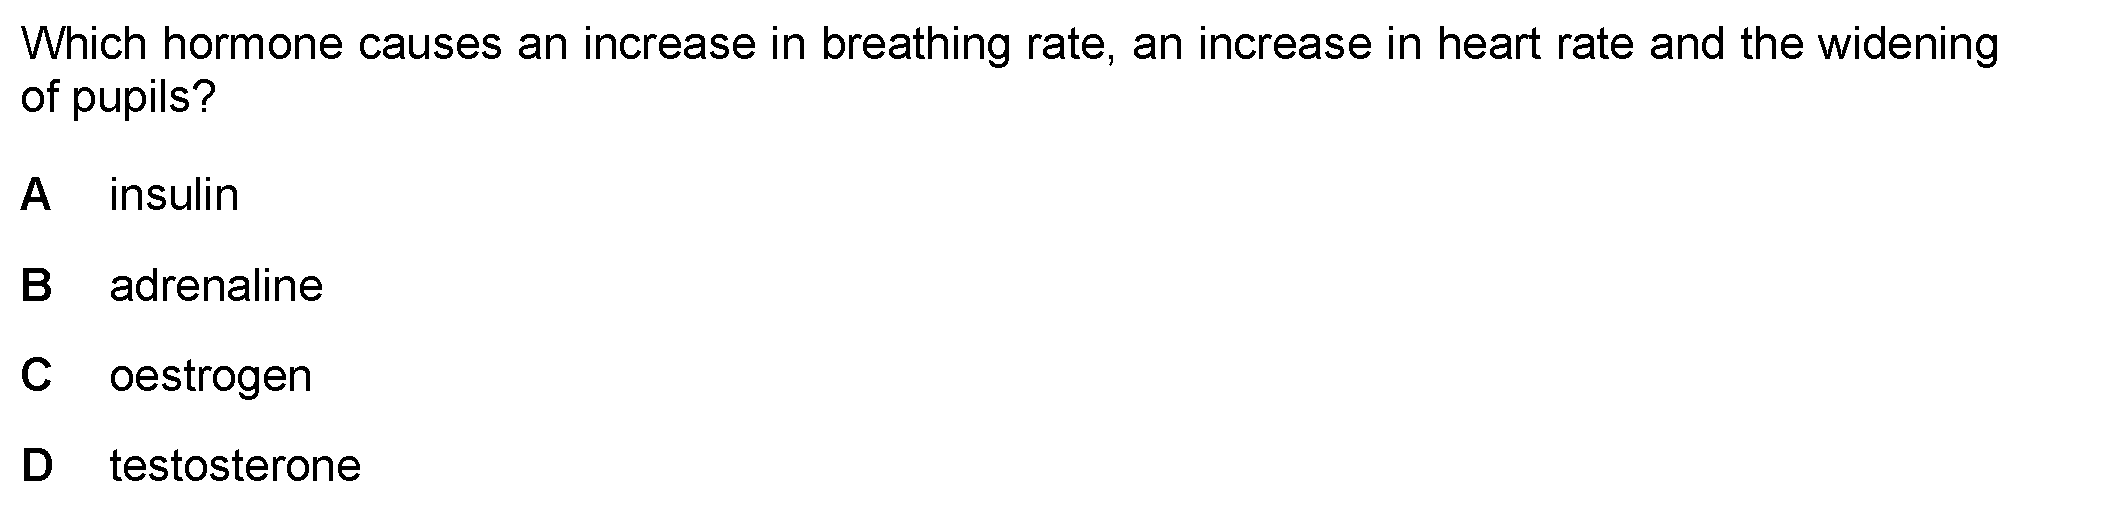 Which hormone causes an increase in breathing rate, an increase in heart rate and the widening
of pupils?
A insulin
B adrenaline
C oestrogen
D testosterone